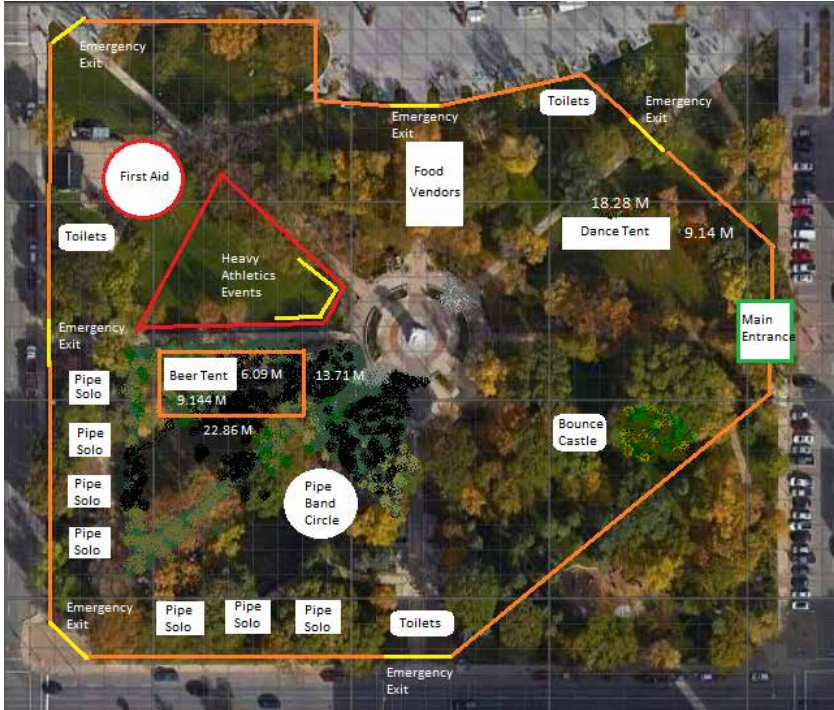 Emergency
Exit
Toilets
Emergency
Exit
Emergency
Exit
First Aid
Food
Vendors
18.28 M
Dance Tent
9.14 M
Toilets
Heavy
Athletics
Events
Main
Entrance
Emergency
Exit
Beer Tent
6.09 M
13.71 M
9.144 M
22.86 M
Pipe
Solo
Pipe
Solo
Bounce
Castle
Pipe
Solo
Pipe
Band
Circle
Pipe
Solo
Emergency
Exit
Pipe
Solo
Pipe
Solo
Pipe
Solo
Toilets
Emergency
Exit